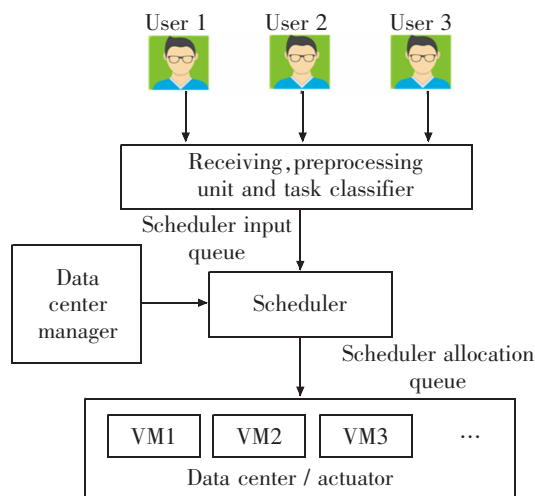 User 1
User 2
User 3
Receiving,preprocessing
unit and task classifier
Scheduler input
queue
Data
center
manager
Scheduler
Scheduler allocation
queue
VM1
VM2
VM3
...
Data center / actuator